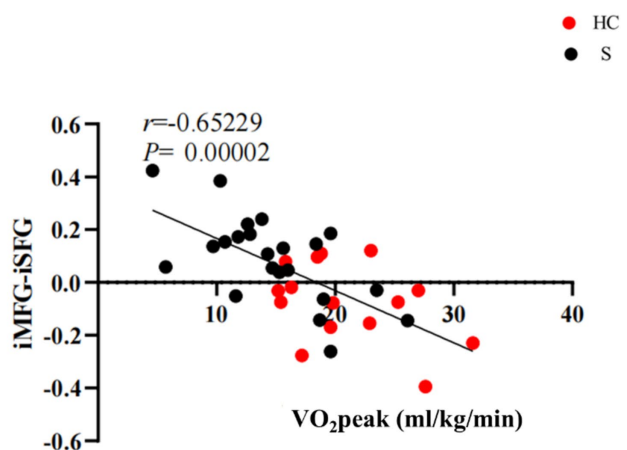 HC
S
r=-0.65229
P= 0.00002
0.6
0.4
0.2
0.0
-0.2
-0.4
-0.6
10
20
30
40
iMFG-iSFG
VO₂peak (ml/kg/min)